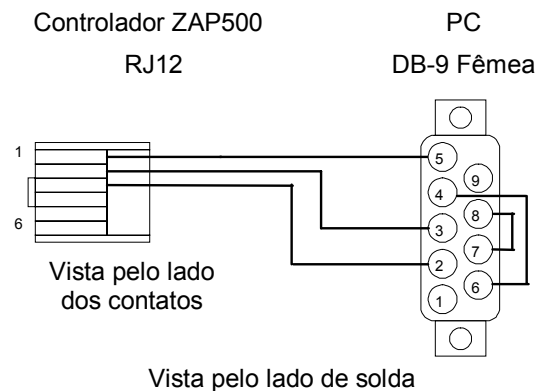 Controlador ZAP500
PC
RJ12
DB-9 Fêmea
1
6
5
9
4
8
3
7
2
6
1
Vista pelo lado
dos contatos
Vista pelo lado de solda